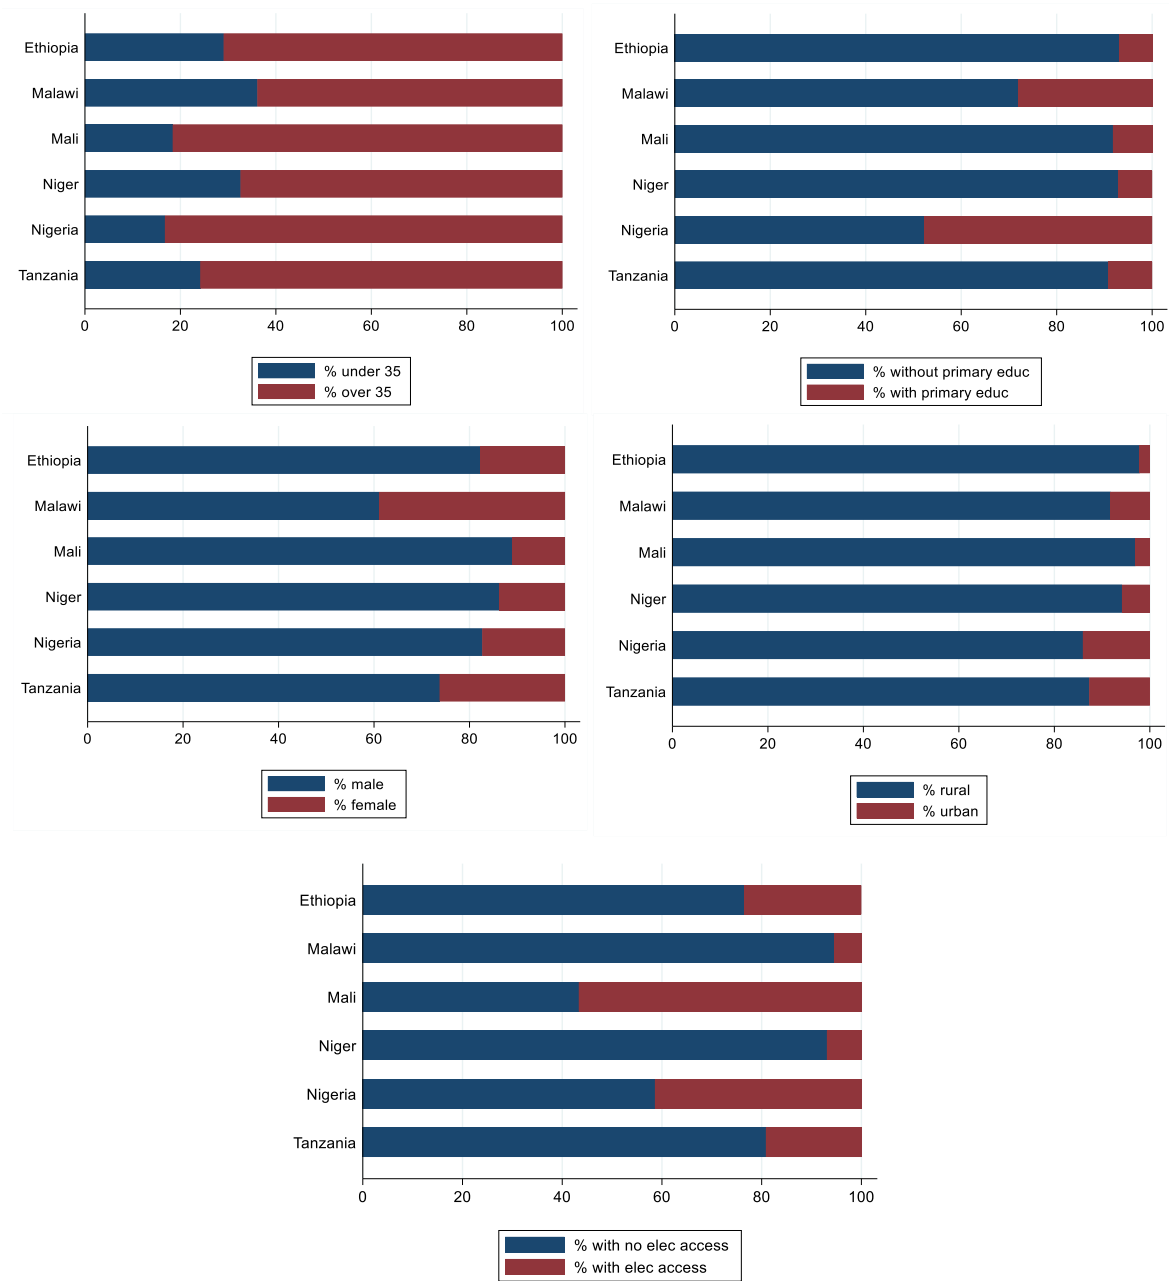 Ethiopia
Malawi
Mali
Niger
Nigeria
Tanzania
0 20 40 60 80 100
% under 35
% over 35
Ethiopia
Malawi
Mali
Niger
Nigeria
Tanzania
0 20 40 60 80 100
% without primary educ
% with primary educ
Ethiopia
Malawi
Mali
Niger
Nigeria
Tanzania
0 20 40 60 80 100
% male
% female
Ethiopia
Malawi
Mali
Niger
Nigeria
Tanzania
0 20 40 60 80 100
% rural
% urban
Ethiopia
Malawi
Mali
Niger
Nigeria
Tanzania
0 20 40 60 80 100
% with no elec access
% with elec access